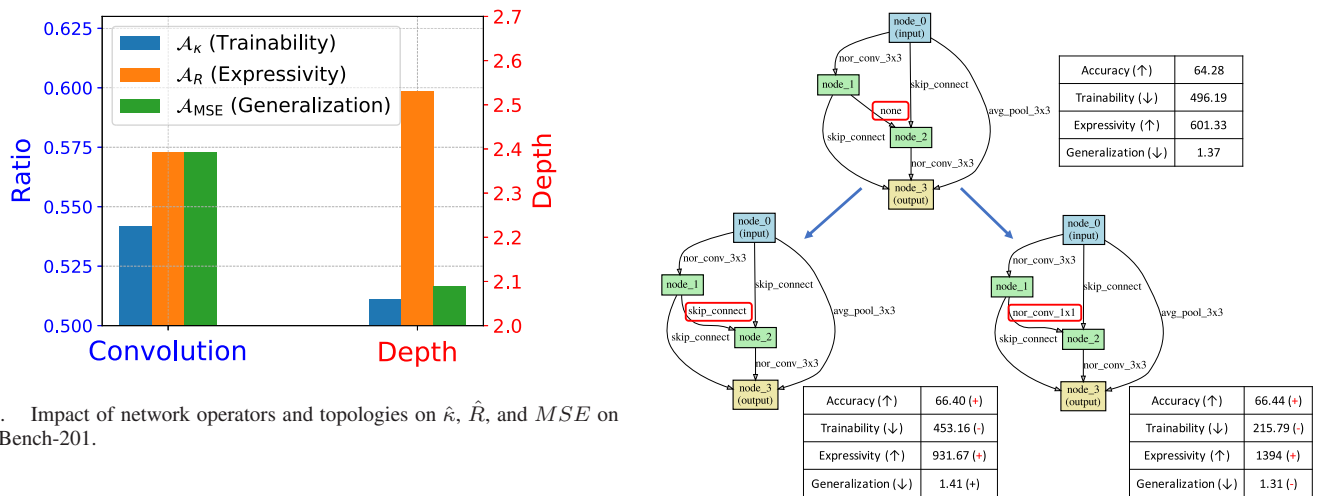 0.625
0.600
0.575
0.550
0.525
0.500
Ratio
𝒜κ (Trainability)
𝒜R (Expressivity)
𝒜MSE (Generalization)
2.7
2.6
2.5
2.4
2.3
2.2
2.1
2.0
Depth
Convolution
Depth
. Impact of network operators and topologies on κ̂, R̂, and MSE on
Bench-201.
node_0
(input)
nor_conv_3x3
node_1
skip_connect
none
avg_pool_3x3
skip_connect
node_2
nor_conv_3x3
node_3
(output)
Accuracy (↑) 64.28
Trainability (↓) 496.19
Expressivity (↑) 601.33
Generalization (↓) 1.37
node_0
(input)
nor_conv_3x3
node_1
skip_connect
skip_connect
avg_pool_3x3
skip_connect
node_2
nor_conv_3x3
node_3
(output)
Accuracy (↑) 66.40 (+)
Trainability (↓) 453.16 (-)
Expressivity (↑) 931.67 (+)
Generalization (↓) 1.41 (+)
node_0
(input)
nor_conv_3x3
node_1
skip_connect
nor_conv_1x1
avg_pool_3x3
skip_connect
node_2
nor_conv_3x3
node_3
(output)
Accuracy (↑) 66.44 (+)
Trainability (↓) 215.79 (-)
Expressivity (↑) 1394 (+)
Generalization (↓) 1.31 (-)